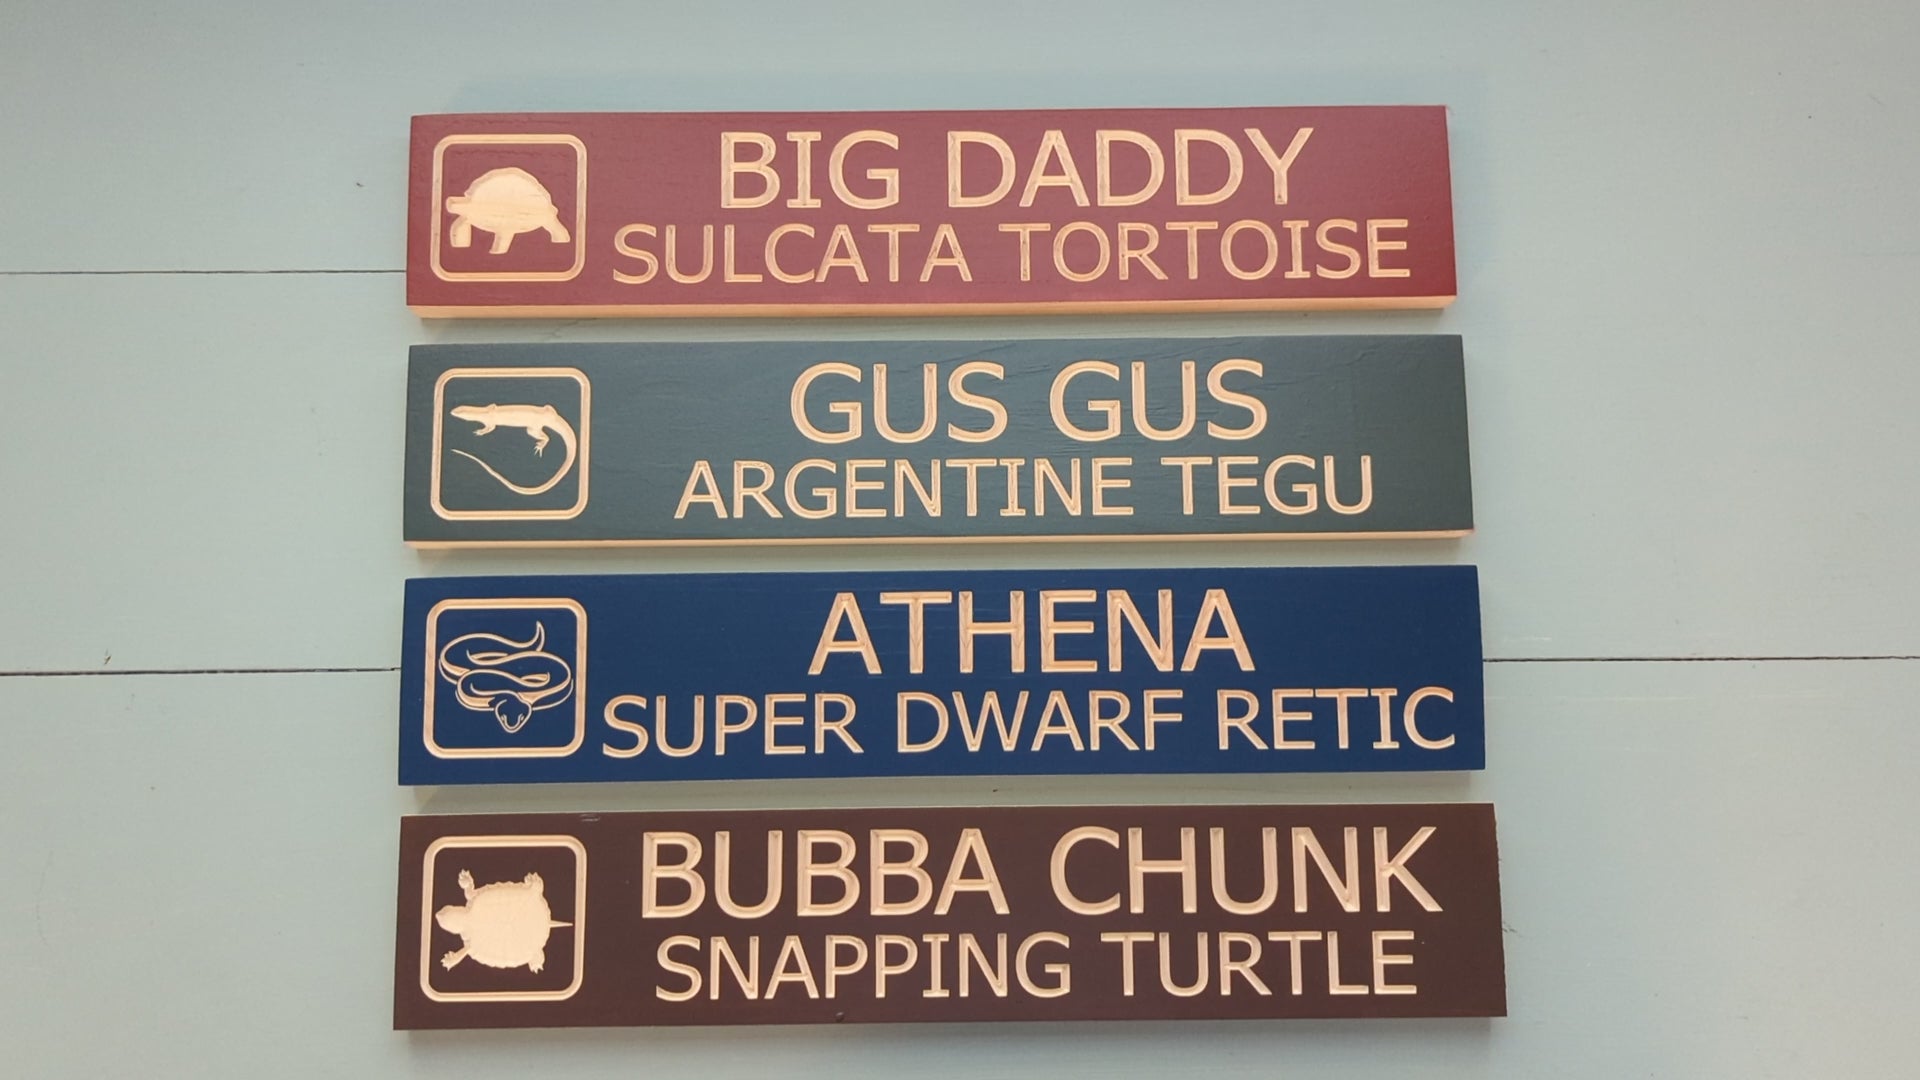 BIG DADDY
SULCATA TORTOISE
GUS GUS
ARGENTINE TEGU
ATHENA
SUPER DWARF RETIC
BUBBA CHUNK
SNAPPING TURTLE